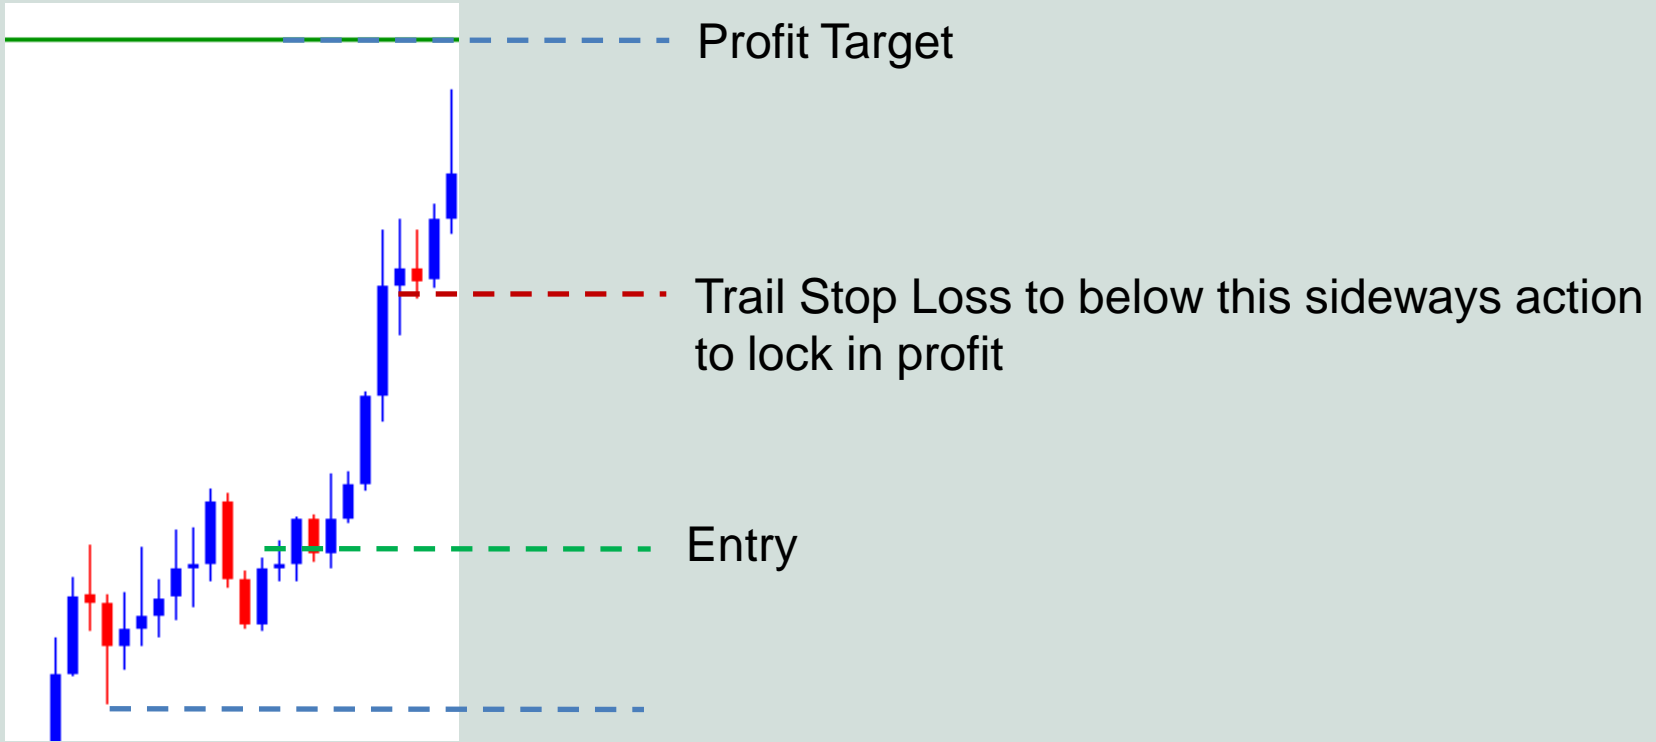 Profit Target
Trail Stop Loss to below this sideways action
to lock in profit
Entry